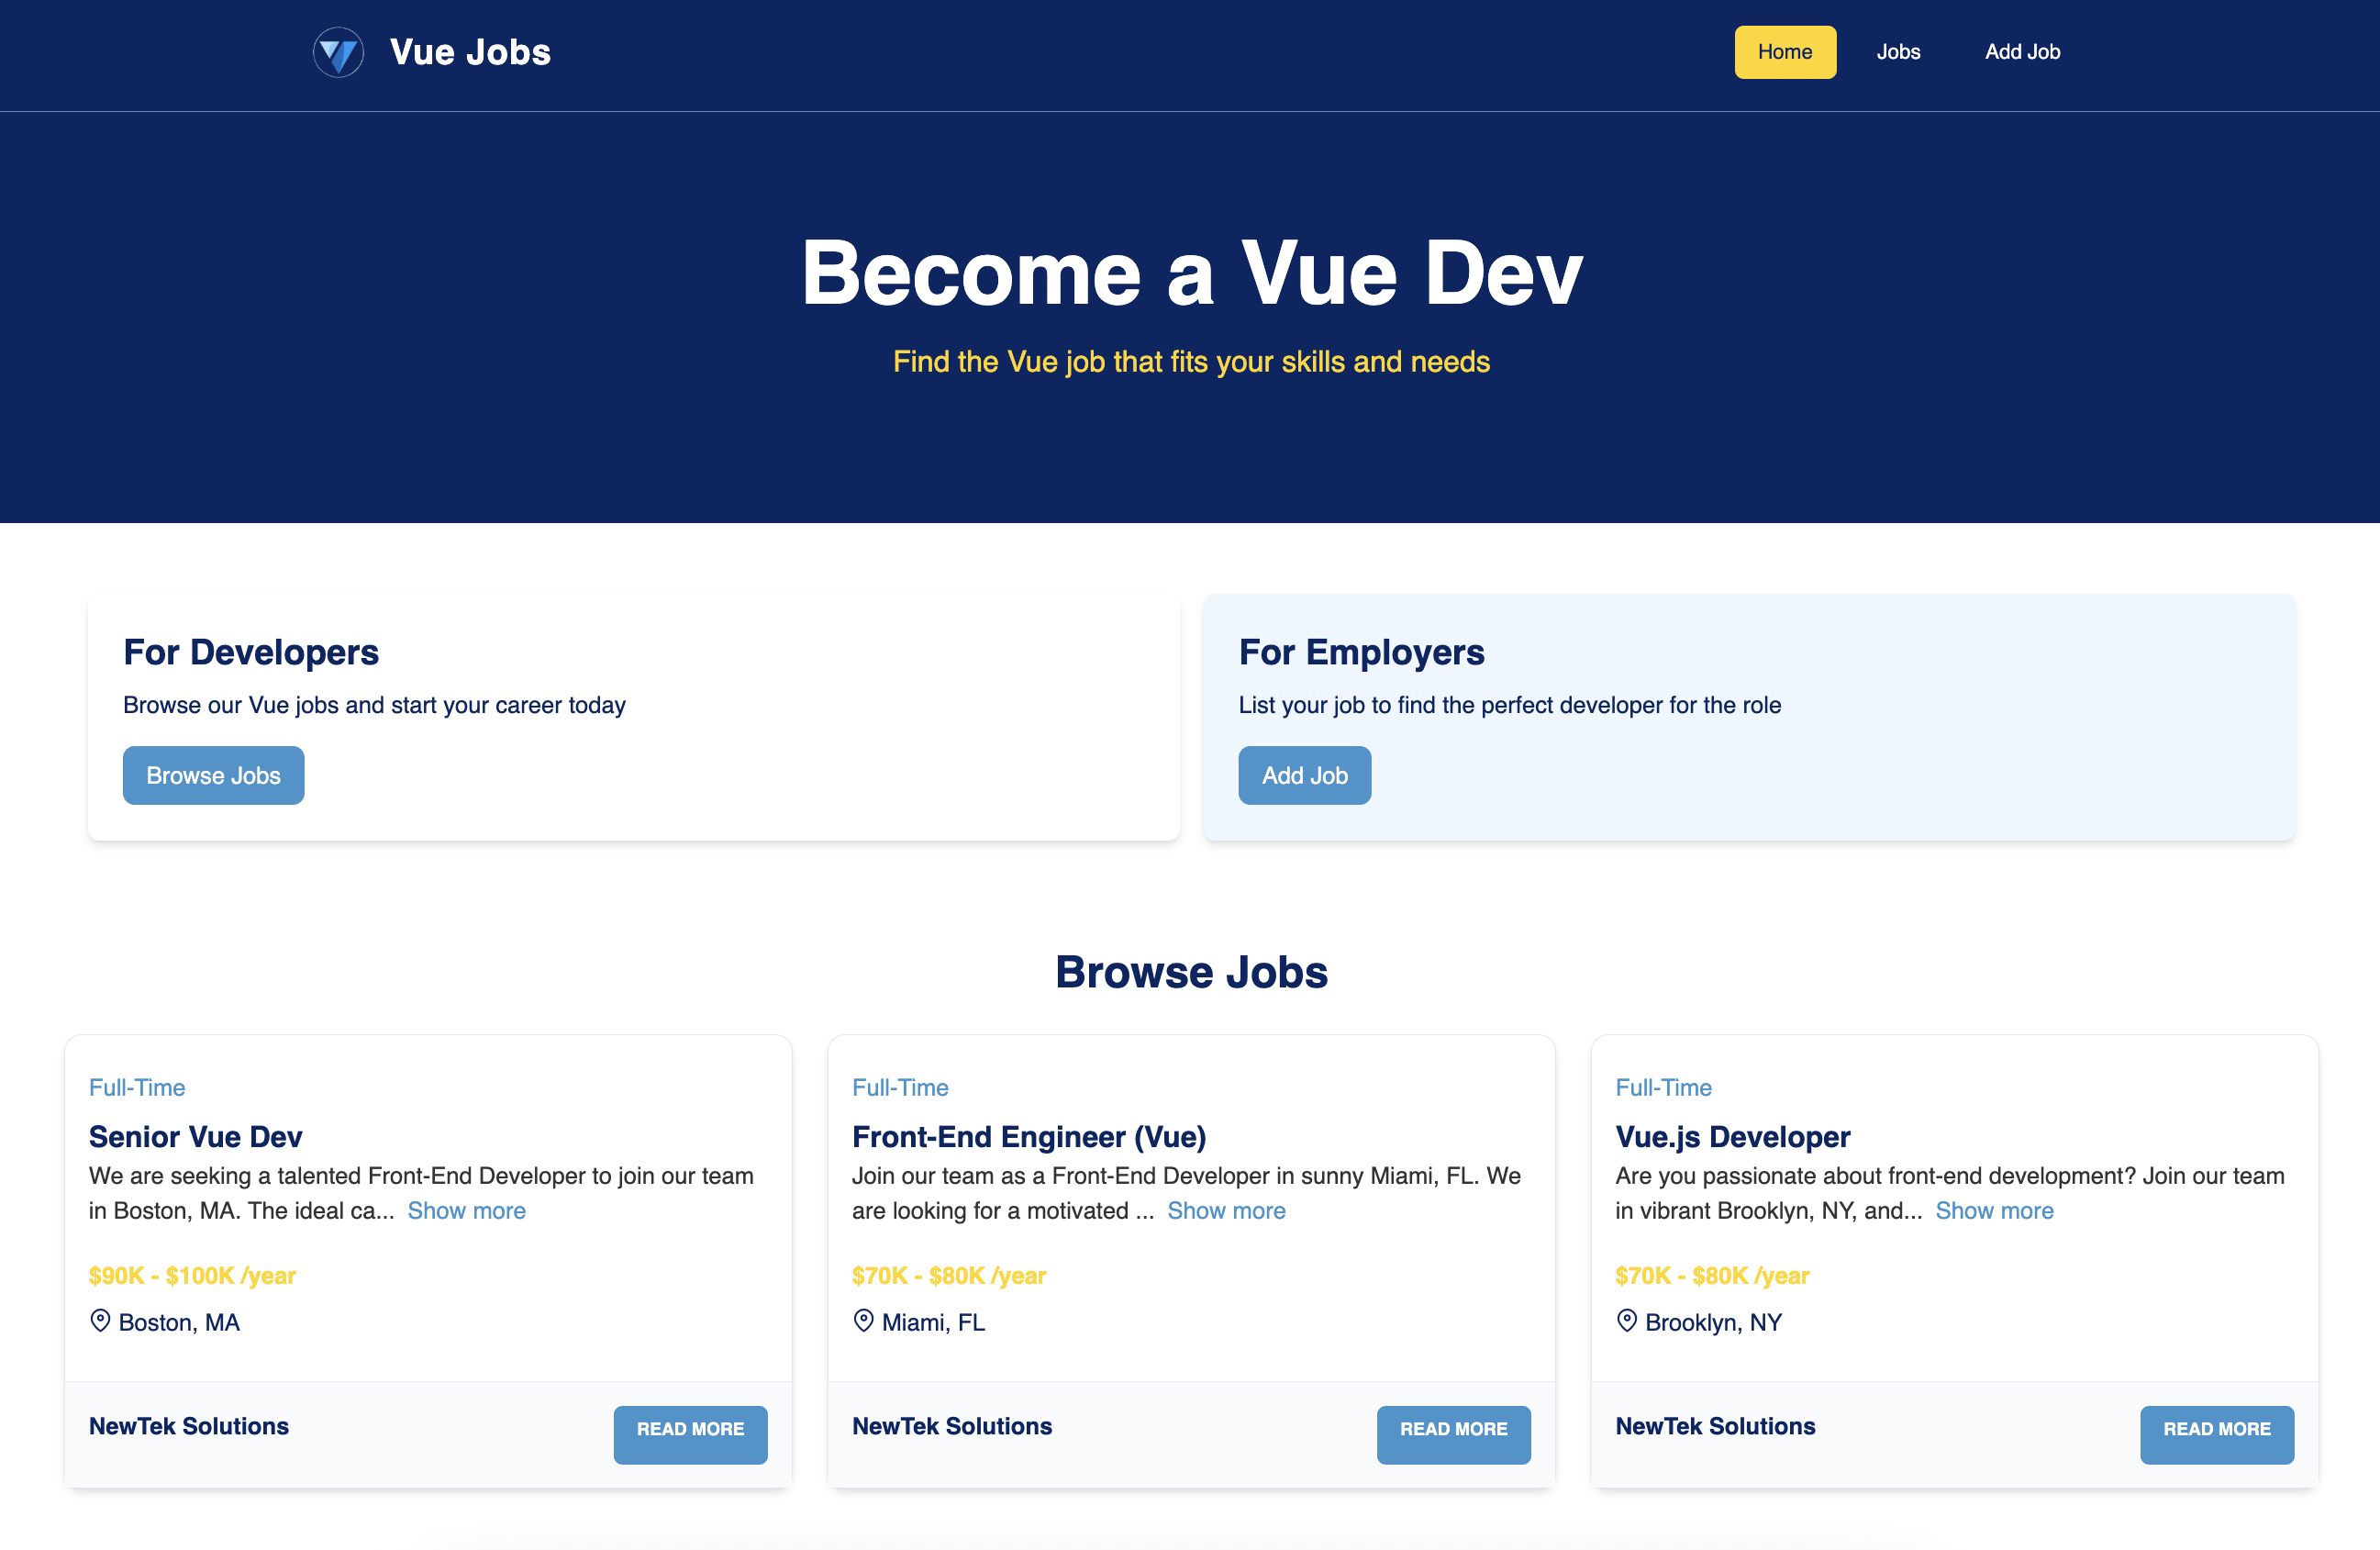 Vue Jobs
Home
Jobs
Add Job
Become a Vue Dev
Find the Vue job that fits your skills and needs
For Developers
Browse our Vue jobs and start your career today
Browse Jobs
For Employers
List your job to find the perfect developer for the role
Add Job
Browse Jobs
Full-Time
Senior Vue Dev
We are seeking a talented Front-End Developer to join our team
in Boston, MA. The ideal ca... Show more
$90K - $100K /year
Boston, MA
NewTek Solutions
READ MORE
Full-Time
Front-End Engineer (Vue)
Join our team as a Front-End Developer in sunny Miami, FL. We
are looking for a motivated ... Show more
$70K - $80K /year
Miami, FL
NewTek Solutions
READ MORE
Full-Time
Vue.js Developer
Are you passionate about front-end development? Join our team
in vibrant Brooklyn, NY, and... Show more
$70K - $80K /year
Brooklyn, NY
NewTek Solutions
READ MORE